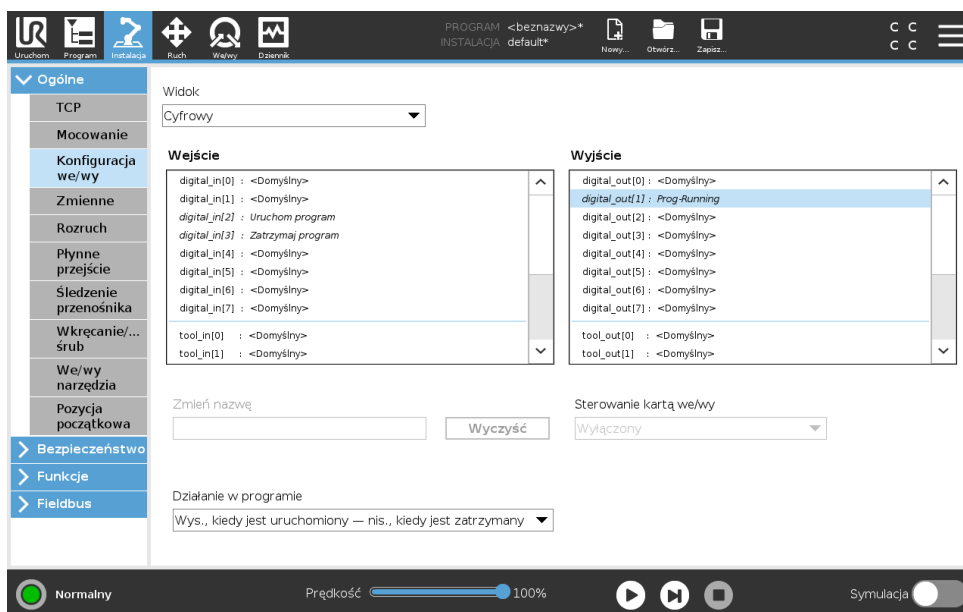 UR
PROGRAM <beznazwy>*
INSTALACJA default*
C C
C C
Uruchom Program Instalacja Ruch We/wy Dziennik Nowy... Otwórz... Zapisz...
Ogólne
TCP
Mocowanie
Konfiguracja
we/wy
Zmienne
Rozruch
Płynne
przejście
Śledzenie
przenośnika
Wkręcanie/...
śrub
We/wy
narzędzia
Pozycja
początkowa
Bezpieczeństwo
Funkcje
Fieldbus
Widok
Cyfrowy
Wejście
digital_in[0] : <Domyślny>
digital_in[1] : <Domyślny>
digital_in[2] : Uruchom program
digital_in[3] : Zatrzymaj program
digital_in[4] : <Domyślny>
digital_in[5] : <Domyślny>
digital_in[6] : <Domyślny>
digital_in[7] : <Domyślny>
tool_in[0] : <Domyślny>
tool_in[1] : <Domyślny>
Wyjście
digital_out[0] : <Domyślny>
digital_out[1] : Prog-Running
digital_out[2] : <Domyślny>
digital_out[3] : <Domyślny>
digital_out[4] : <Domyślny>
digital_out[5] : <Domyślny>
digital_out[6] : <Domyślny>
digital_out[7] : <Domyślny>
tool_out[0] : <Domyślny>
tool_out[1] : <Domyślny>
Zmień nazwę
Wyczyść
Sterowanie kartą we/wy
Wyłączony
Działanie w programie
Wys., kiedy jest uruchomiony — nis., kiedy jest zatrzymany
Normalny
Prędkość 100%
Symulacja